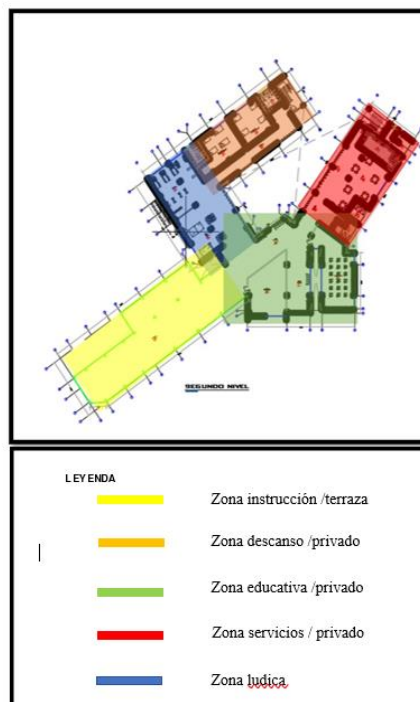 SEGUNDO NIVEL
LEYENDA
Zona instrucción /terraza
Zona descanso /privado
Zona educativa /privado
Zona servicios / privado
Zona ludica